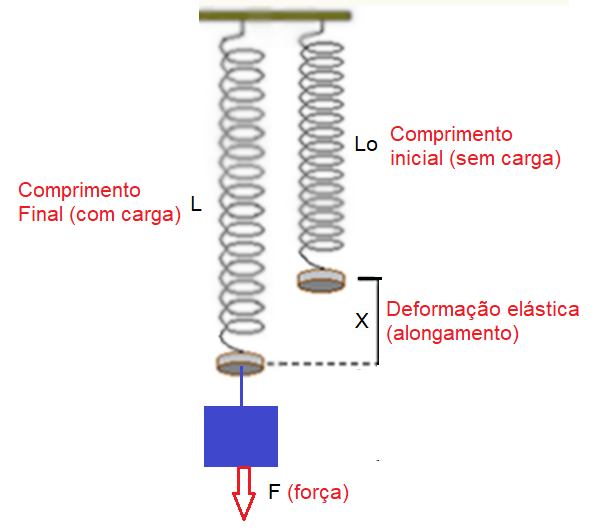 Lo Comprimento
inicial (sem carga)
Comprimento
Final (com carga) L
X Deformação elástica
(alongamento)
F (força)